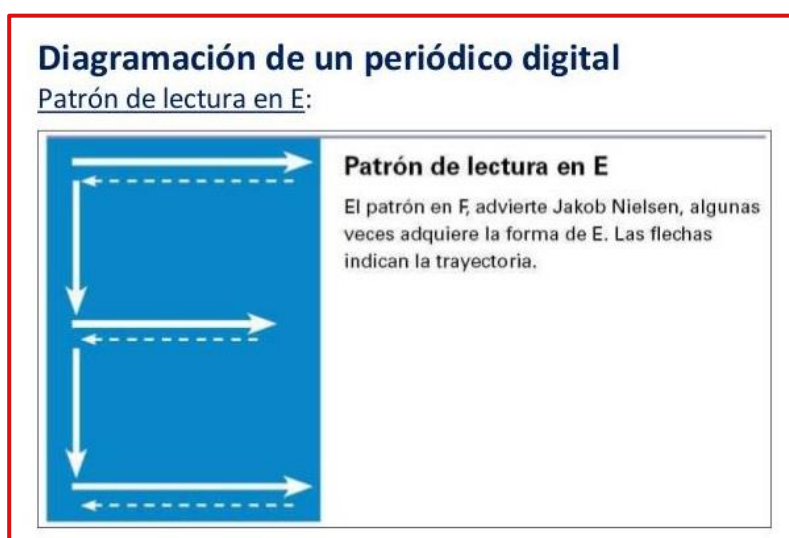 Diagramación de un periódico digital
Patrón de lectura en E:
Patrón de lectura en E
El patrón en F, advierte Jakob Nielsen, algunas
veces adquiere la forma de E. Las flechas
indican la trayectoria.